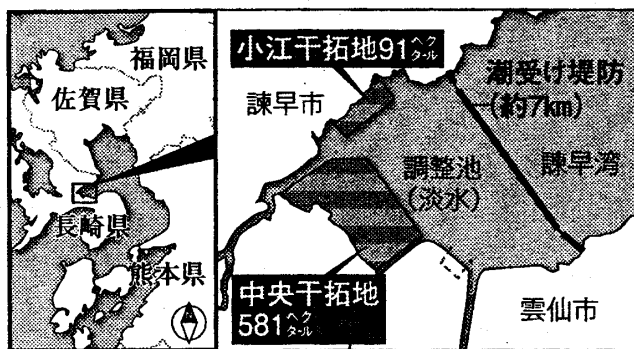 福岡県
佐賀県
長崎県
熊本県
小江干拓地91ヘクタール
諫早市
潮受け堤防
(約7km)
調整池
(淡水)
諫早湾
中央干拓地
581ヘクタール
雲仙市